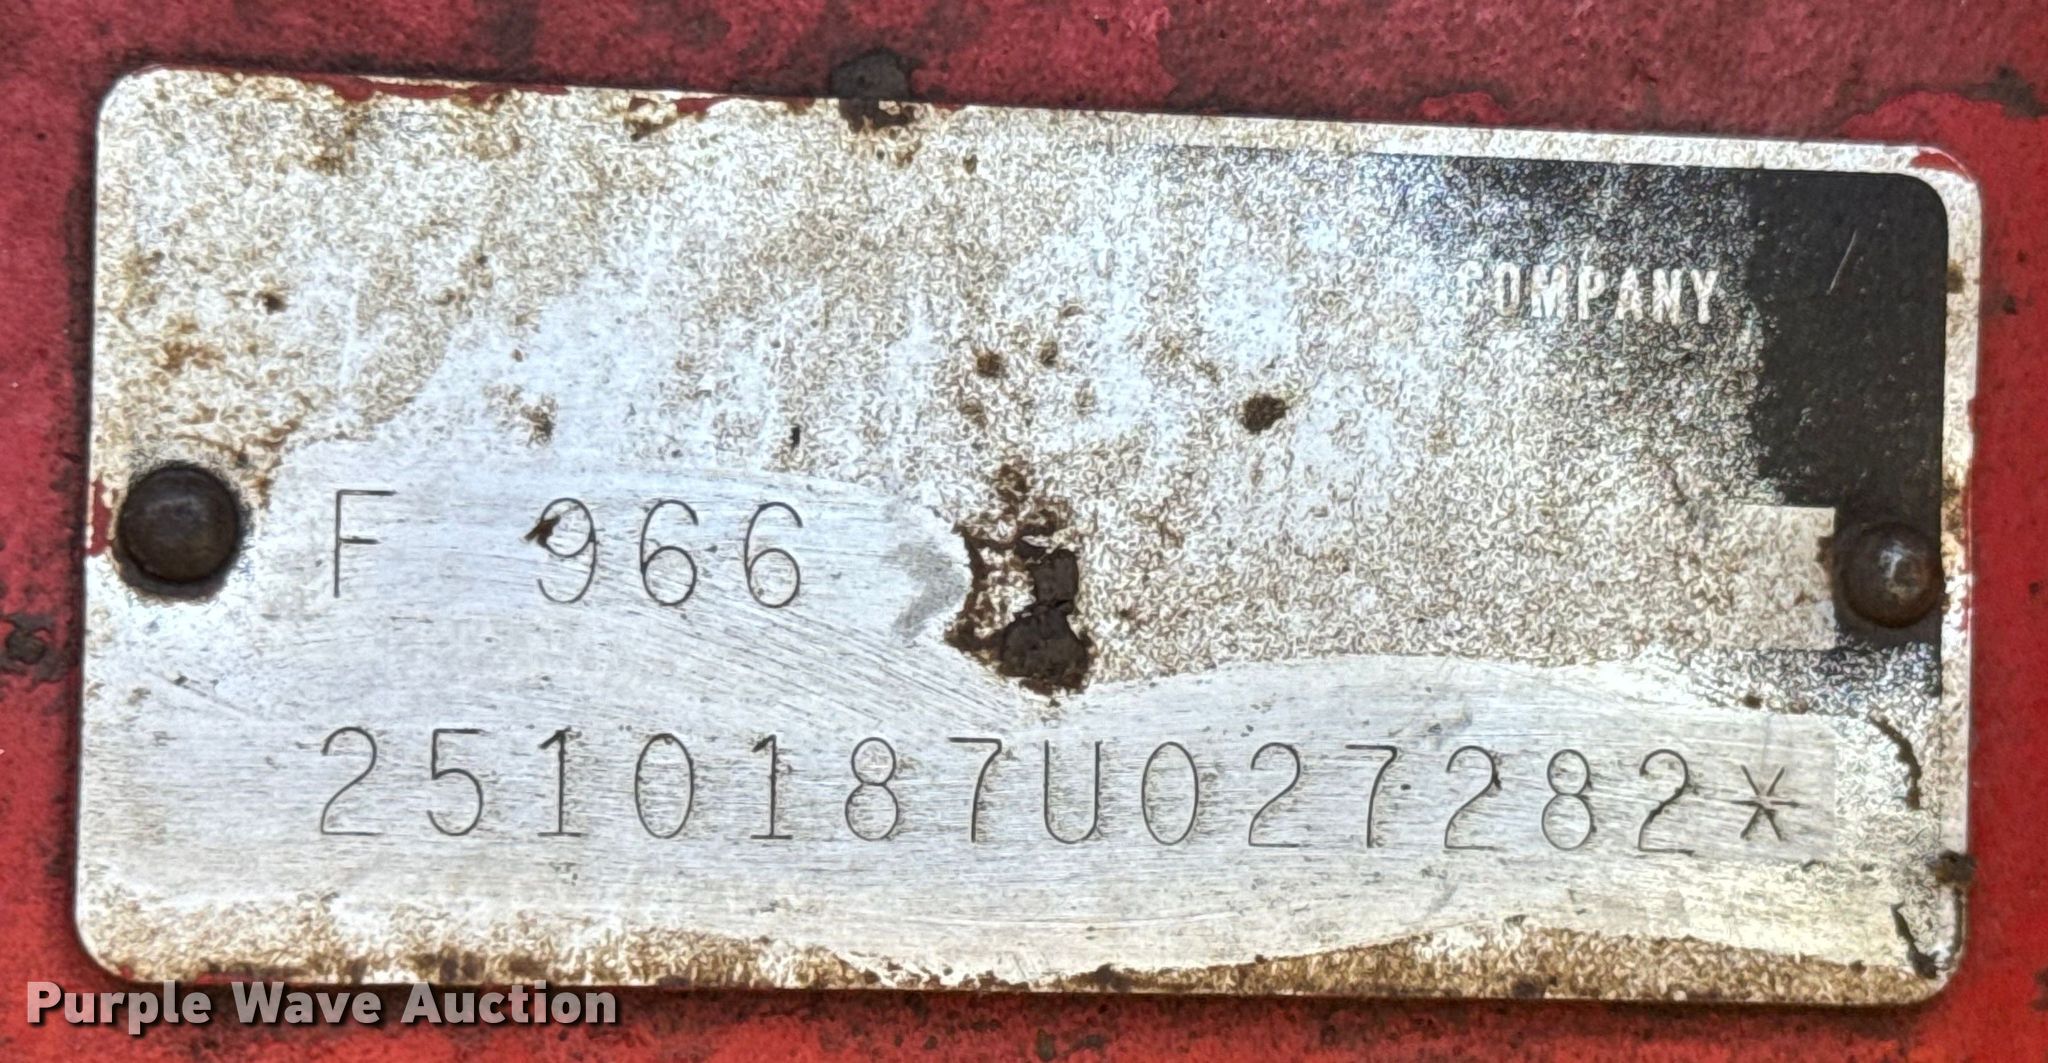 COMPANY
F 966
2510187U027282*
Purple Wave Auction